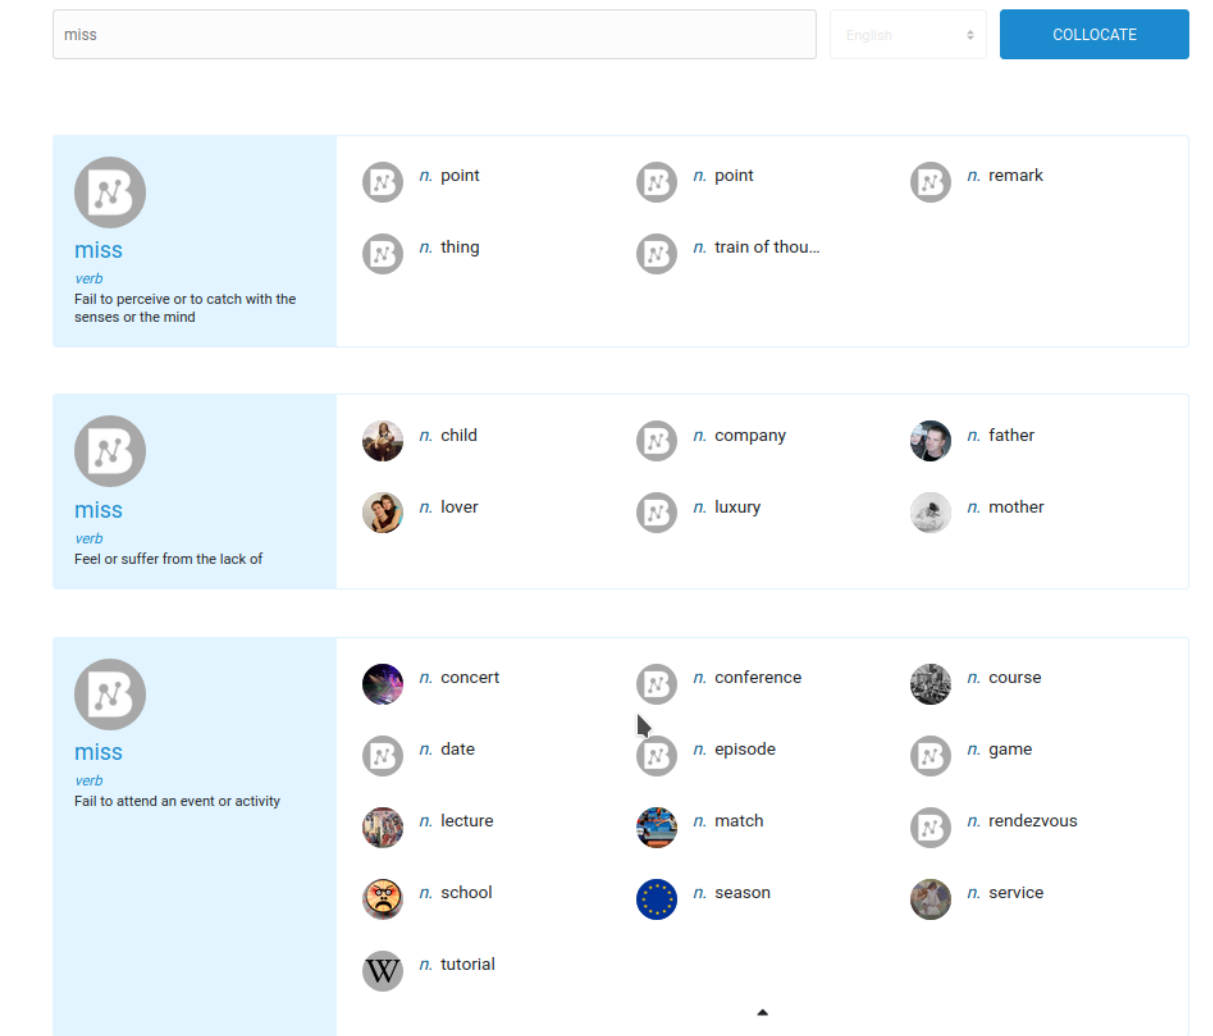 miss
English
COLLOCATE
miss
verb
Fail to perceive or to catch with the
senses or the mind
n. point
n. point
n. remark
n. thing
n. train of thou...
miss
verb
Feel or suffer from the lack of
n. child
n. company
n. father
n. lover
n. luxury
n. mother
miss
verb
Fail to attend an event or activity
n. concert
n. conference
n. course
n. date
n. episode
n. game
n. lecture
n. match
n. rendezvous
n. school
n. season
n. service
W
n. tutorial